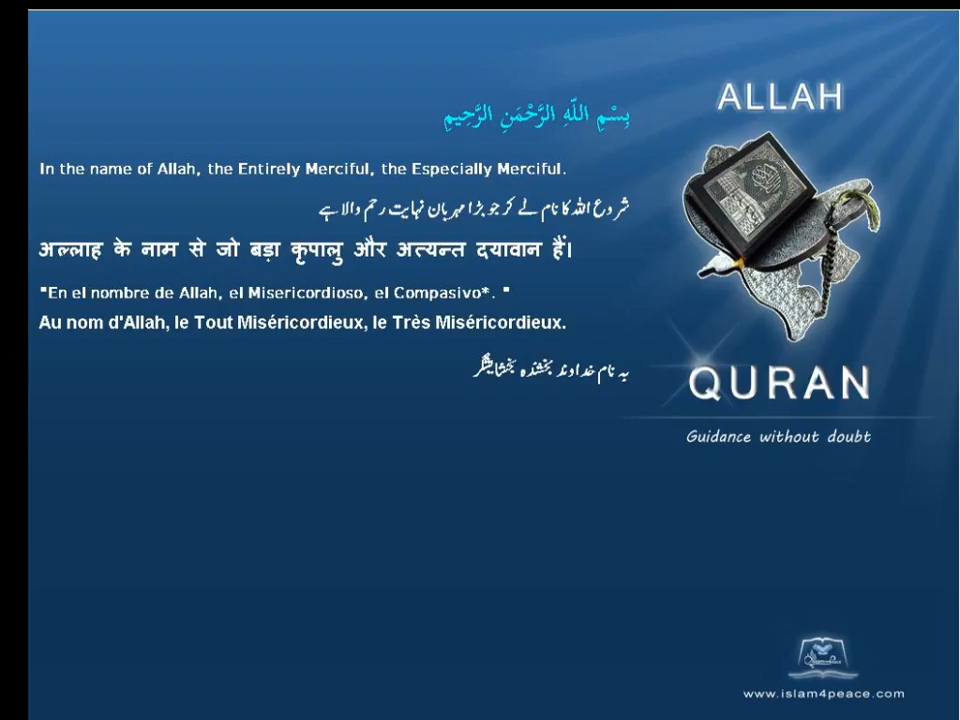 بِسْمِ اللّهِ الرَّحْمَنِ الرَّحِيمِ
In the name of Allah, the Entirely Merciful, the Especially Merciful.
شروع الله کا نام لے کر جو بڑا مہربان نہایت رحم والا ہے
अल्लाह के नाम से जो बड़ा कृपालु और अत्यन्त दयावान हैं।
"En el nombre de Allah, el Misericordioso, el Compasivo*. "
Au nom d'Allah, le Tout Miséricordieux, le Très Miséricordieux.
به نام خداوند بخشنده بخشایشگر
ALLAH
QURAN
Guidance without doubt
www.islam4peace.com